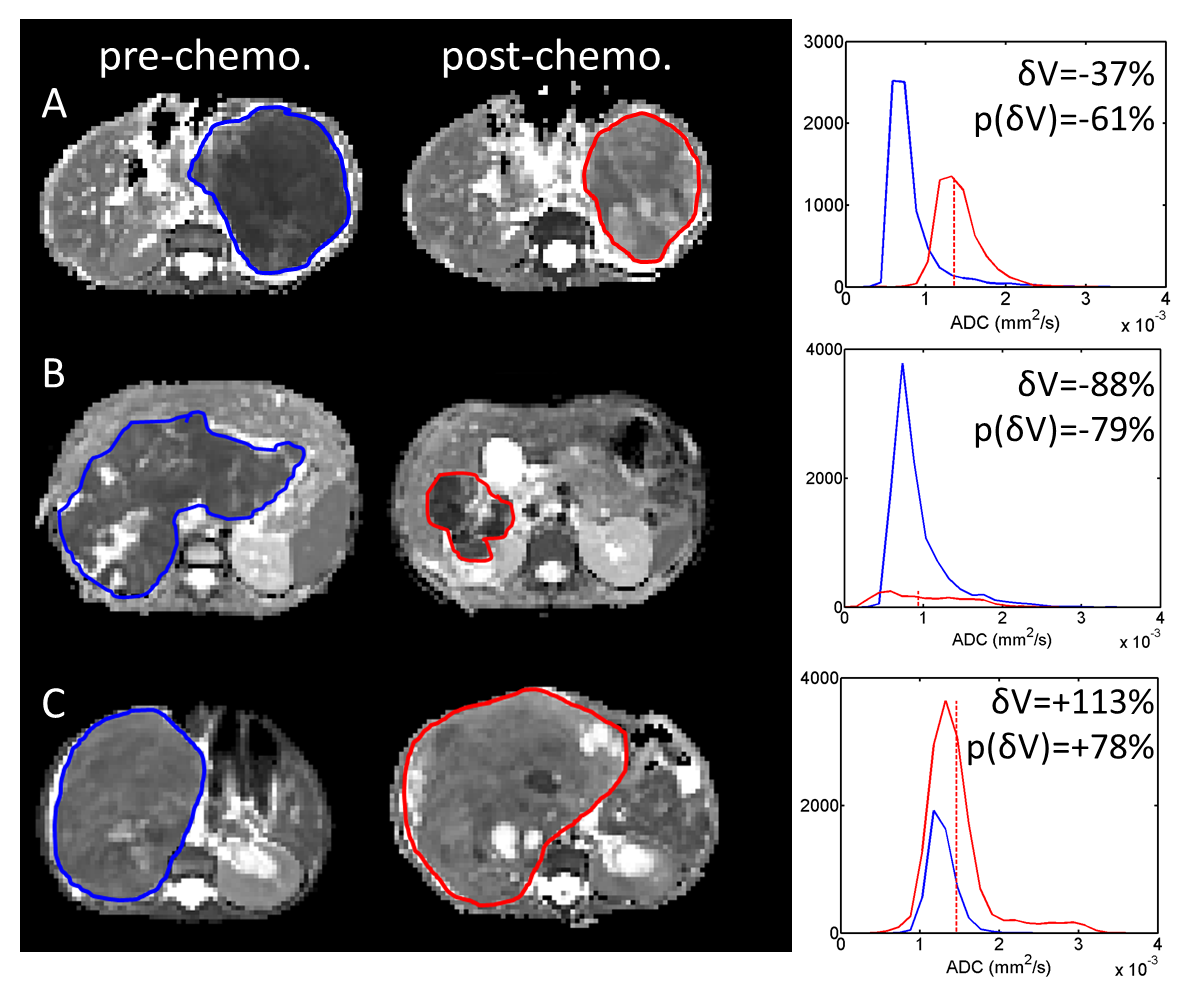 pre-chemo.
post-chemo.
A
3000
2000
1000
0
δV=-37%
p(δV)=-61%
0
1
2
3
4
ADC (mm²/s)
x 10⁻³
B
4000
2000
0
δV=-88%
p(δV)=-79%
0
1
2
3
4
ADC (mm²/s)
x 10⁻³
C
4000
2000
0
δV=+113%
p(δV)=+78%
0
1
2
3
4
ADC (mm²/s)
x 10⁻³